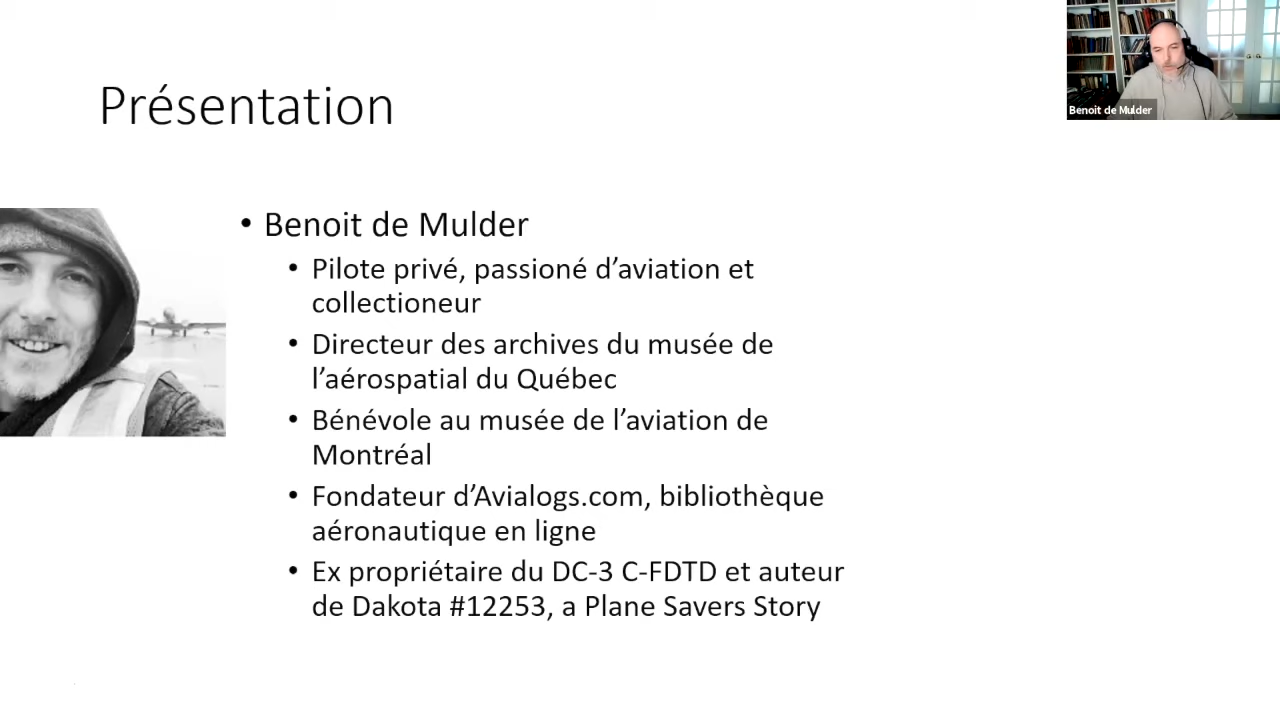 Présentation
Benoit de Mulder
• Benoit de Mulder
• Pilote privé, passioné d’aviation et
collectioneur
• Directeur des archives du musée de
l’aérospatial du Québec
• Bénévole au musée de l’aviation de
Montréal
• Fondateur d’Avialogs.com, bibliothèque
aéronautique en ligne
• Ex propriétaire du DC-3 C-FDTD et auteur
de Dakota #12253, a Plane Savers Story